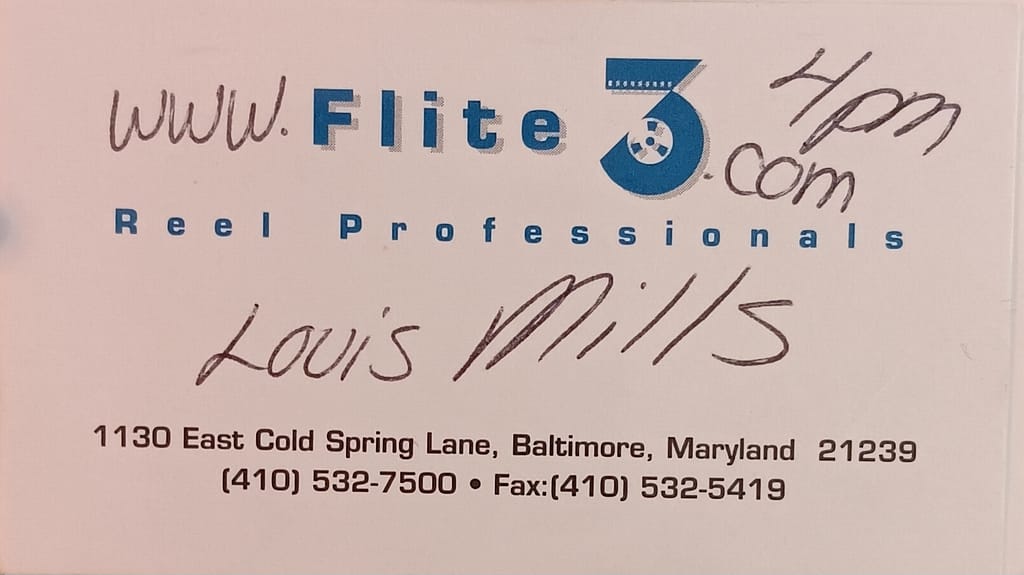 www. Flite 3 .com 4pm
Reel Professionals
Louis Mills
1130 East Cold Spring Lane, Baltimore, Maryland 21239
(410) 532-7500 • Fax:(410) 532-5419